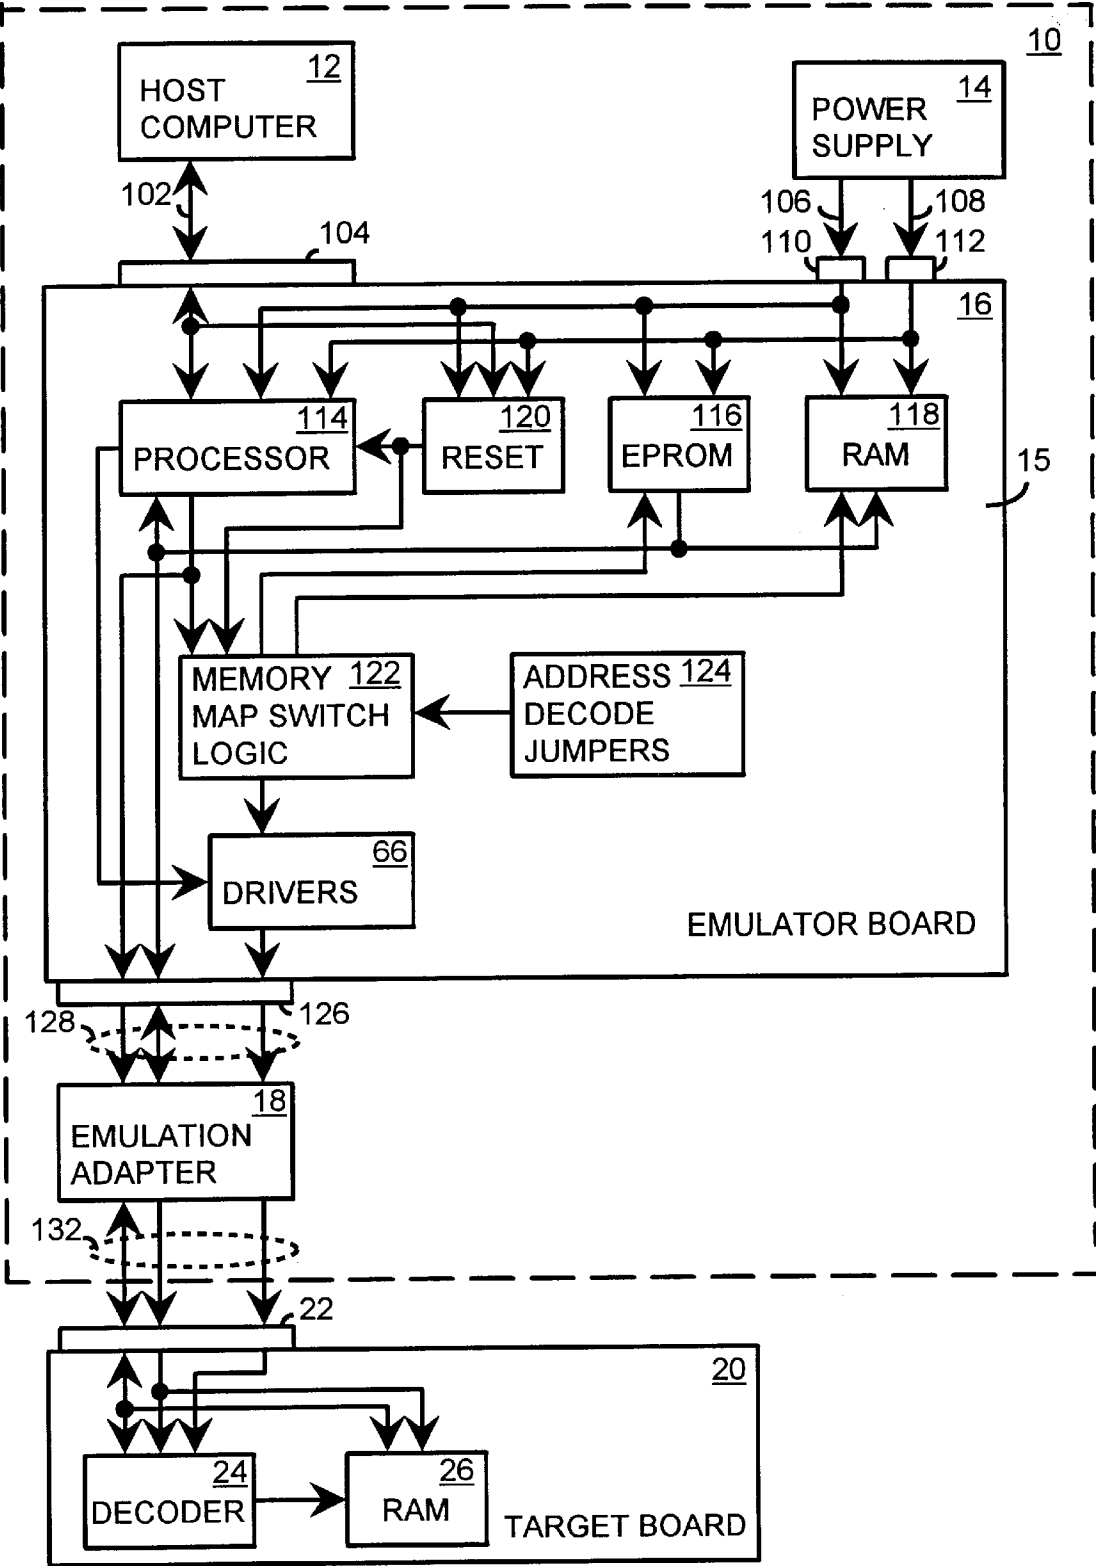 10
12
HOST
COMPUTER
14
POWER
SUPPLY
102
106
108
104
110
112
16
114
PROCESSOR
120
RESET
116
EPROM
118
RAM
15
MEMORY 122
MAP SWITCH
LOGIC
ADDRESS 124
DECODE
JUMPERS
66
DRIVERS
EMULATOR BOARD
126
128
18
EMULATION
ADAPTER
132
22
20
24
DECODER
26
RAM
TARGET BOARD